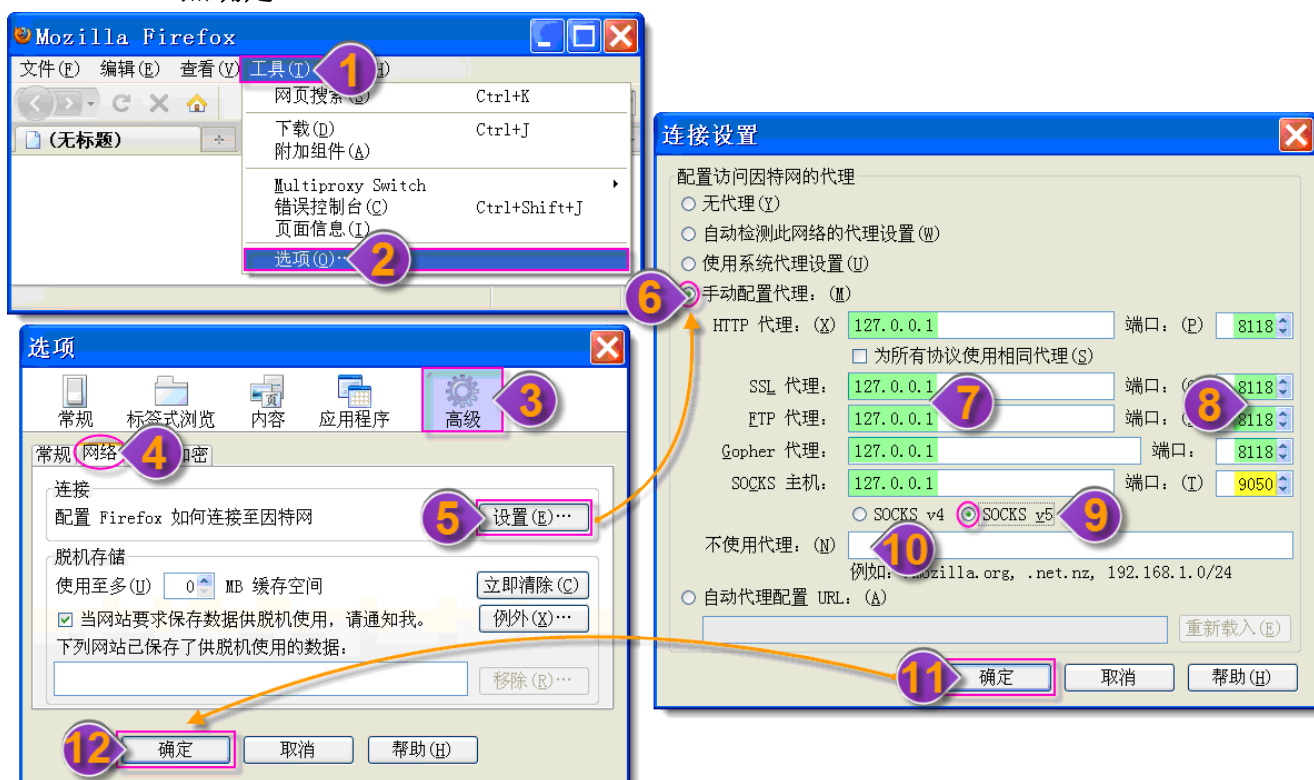 Mozilla Firefox
文件(F) 编辑(E) 查看(V) 工具(T) 1 H)
网页搜索(S) Ctrl+K
下载(D) Ctrl+J
附加组件(A)
(无标题)
Multiproxy Switch
错误控制台(C) Ctrl+Shift+J
页面信息(I)
选项(O)… 2
选项
常规 标签式浏览 内容 应用程序 高级 3
常规 网络 4 加密
连接
配置 Firefox 如何连接至因特网 5 设置(E)…
脱机存储
使用至多(U) 0 MB 缓存空间 立即清除(C)
当网站要求保存数据供脱机使用，请通知我。 例外(X)…
下列网站已保存了供脱机使用的数据:
移除(R)…
12 确定 取消 帮助(H)
连接设置
配置访问因特网的代理
无代理(Y)
自动检测此网络的代理设置(W)
使用系统代理设置(U)
6 手动配置代理: (M)
HTTP 代理: (X) 127.0.0.1 端口: (P) 8118
为所有协议使用相同代理(S)
SSL 代理: 127.0.0.1 7 端口: 8 8118
FTP 代理: 127.0.0.1 端口: 8118
Gopher 代理: 127.0.0.1 端口: 8118
SOCKS 主机: 127.0.0.1 端口: (T) 9050
SOCKS v4 SOCKS v5 9
不使用代理: (N) 10
例如: .mozilla.org, .net.nz, 192.168.1.0/24
自动代理配置 URL: (A)
重新载入(E)
11 确定 取消 帮助(H)